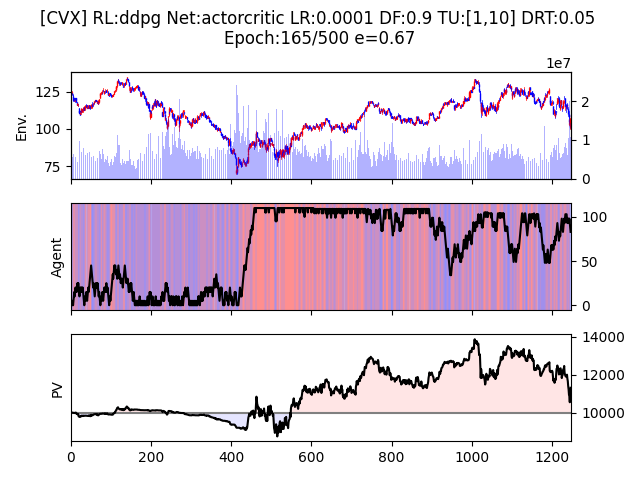 [CVX] RL:ddpg Net:actorcritic LR:0.0001 DF:0.9 TU:[1,10] DRT:0.05
Epoch:165/500 e=0.67
1e7
Env.
125
100
75
2
1
0
Agent
100
50
0
PV
14000
12000
10000
0 200 400 600 800 1000 1200